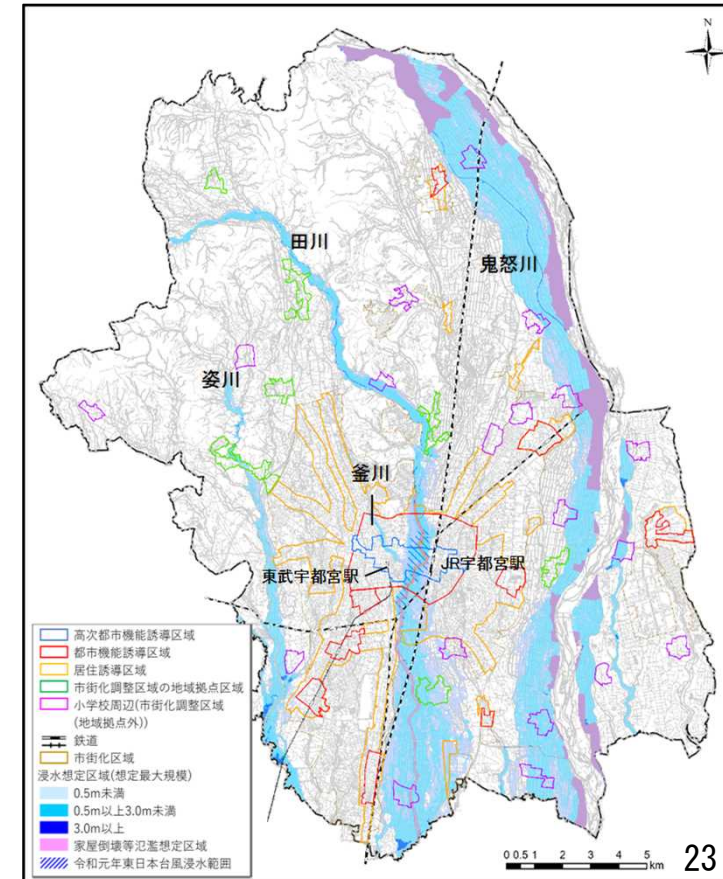 N
田川
鬼怒川
姿川
釜川
東武宇都宮駅
JR宇都宮駅
高次都市機能誘導区域
都市機能誘導区域
居住誘導区域
市街化調整区域の地域拠点区域
小学校周辺(市街化調整区域
(地域拠点外))
鉄道
市街化区域
浸水想定区域(想定最大規模)
0.5m未満
0.5m以上3.0m未満
3.0m以上
家屋倒壊等氾濫想定区域
令和元年東日本台風浸水範囲
0 0.5 1 2 3 4 5
km
23